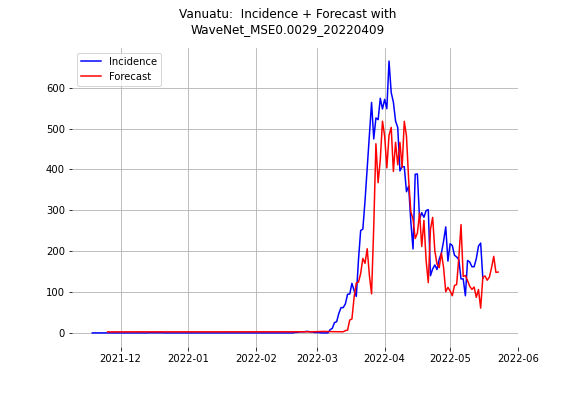 Vanuatu:  Incidence + Forecast with
WaveNet_MSE0.0029_20220409
Incidence
Forecast
600
500
400
300
200
100
0
2021-12 2022-01 2022-02 2022-03 2022-04 2022-05 2022-06